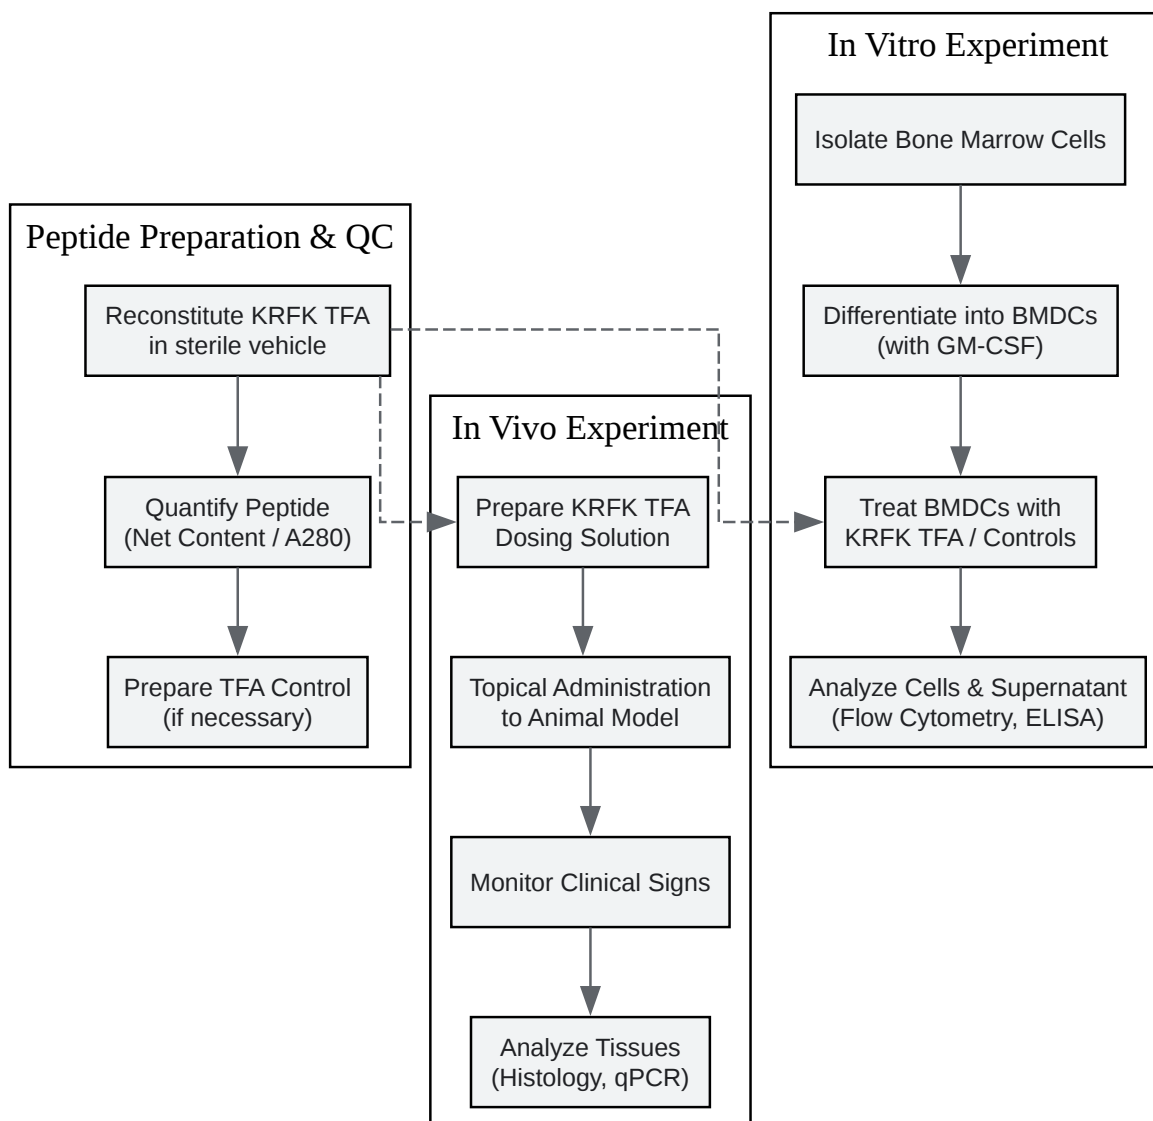 Peptide Preparation & QC
Reconstitute KRFK TFA
in sterile vehicle
Quantify Peptide
(Net Content / A280)
Prepare TFA Control
(if necessary)
In Vivo Experiment
Prepare KRFK TFA
Dosing Solution
Topical Administration
to Animal Model
Monitor Clinical Signs
Analyze Tissues
(Histology, qPCR)
In Vitro Experiment
Isolate Bone Marrow Cells
Differentiate into BMDCs
(with GM-CSF)
Treat BMDCs with
KRFK TFA / Controls
Analyze Cells & Supernatant
(Flow Cytometry, ELISA)